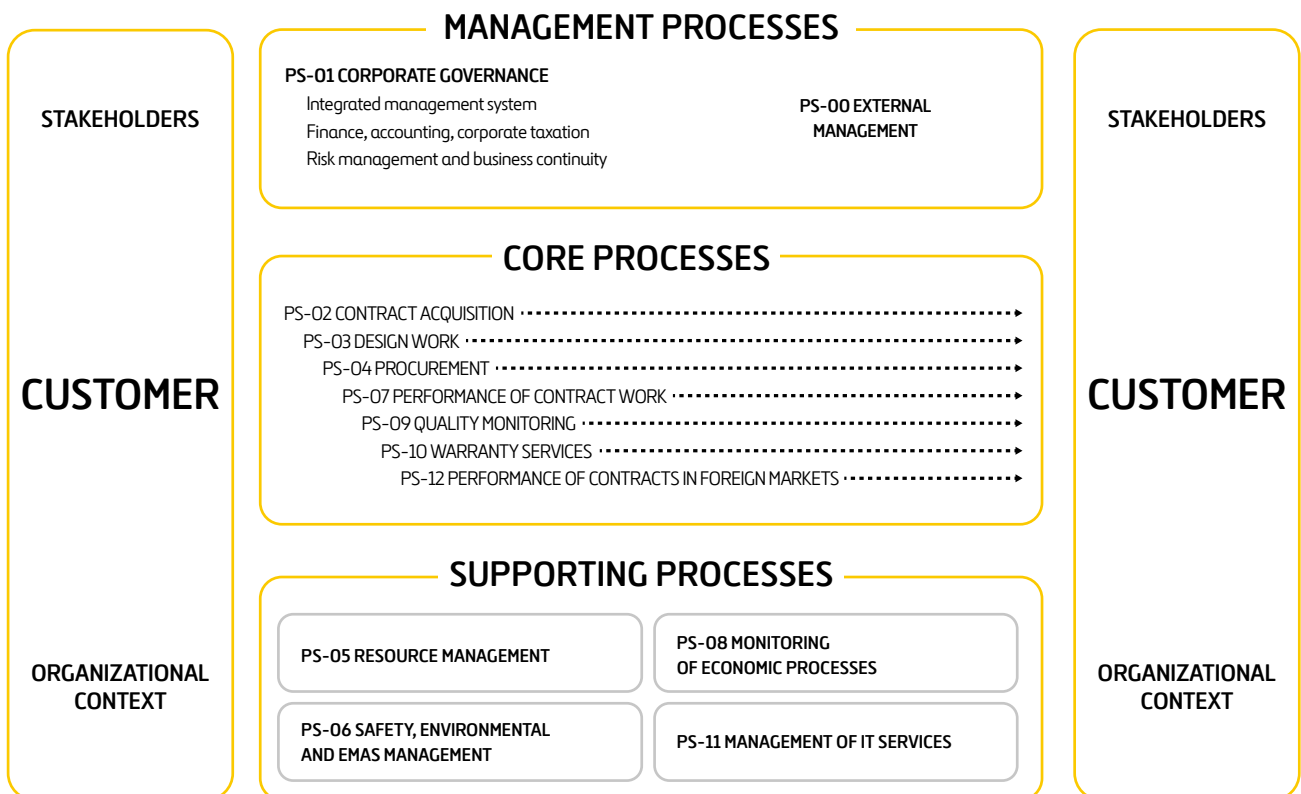 STAKEHOLDERS
CUSTOMER
ORGANIZATIONAL
CONTEXT
MANAGEMENT PROCESSES
PS-01 CORPORATE GOVERNANCE
Integrated management system
Finance, accounting, corporate taxation
Risk management and business continuity
PS-00 EXTERNAL
MANAGEMENT
CORE PROCESSES
PS-02 CONTRACT ACQUISITION
PS-03 DESIGN WORK
PS-04 PROCUREMENT
PS-07 PERFORMANCE OF CONTRACT WORK
PS-09 QUALITY MONITORING
PS-10 WARRANTY SERVICES
PS-12 PERFORMANCE OF CONTRACTS IN FOREIGN MARKETS
SUPPORTING PROCESSES
PS-05 RESOURCE MANAGEMENT
PS-08 MONITORING
OF ECONOMIC PROCESSES
PS-06 SAFETY, ENVIRONMENTAL
AND EMAS MANAGEMENT
PS-11 MANAGEMENT OF IT SERVICES
STAKEHOLDERS
CUSTOMER
ORGANIZATIONAL
CONTEXT